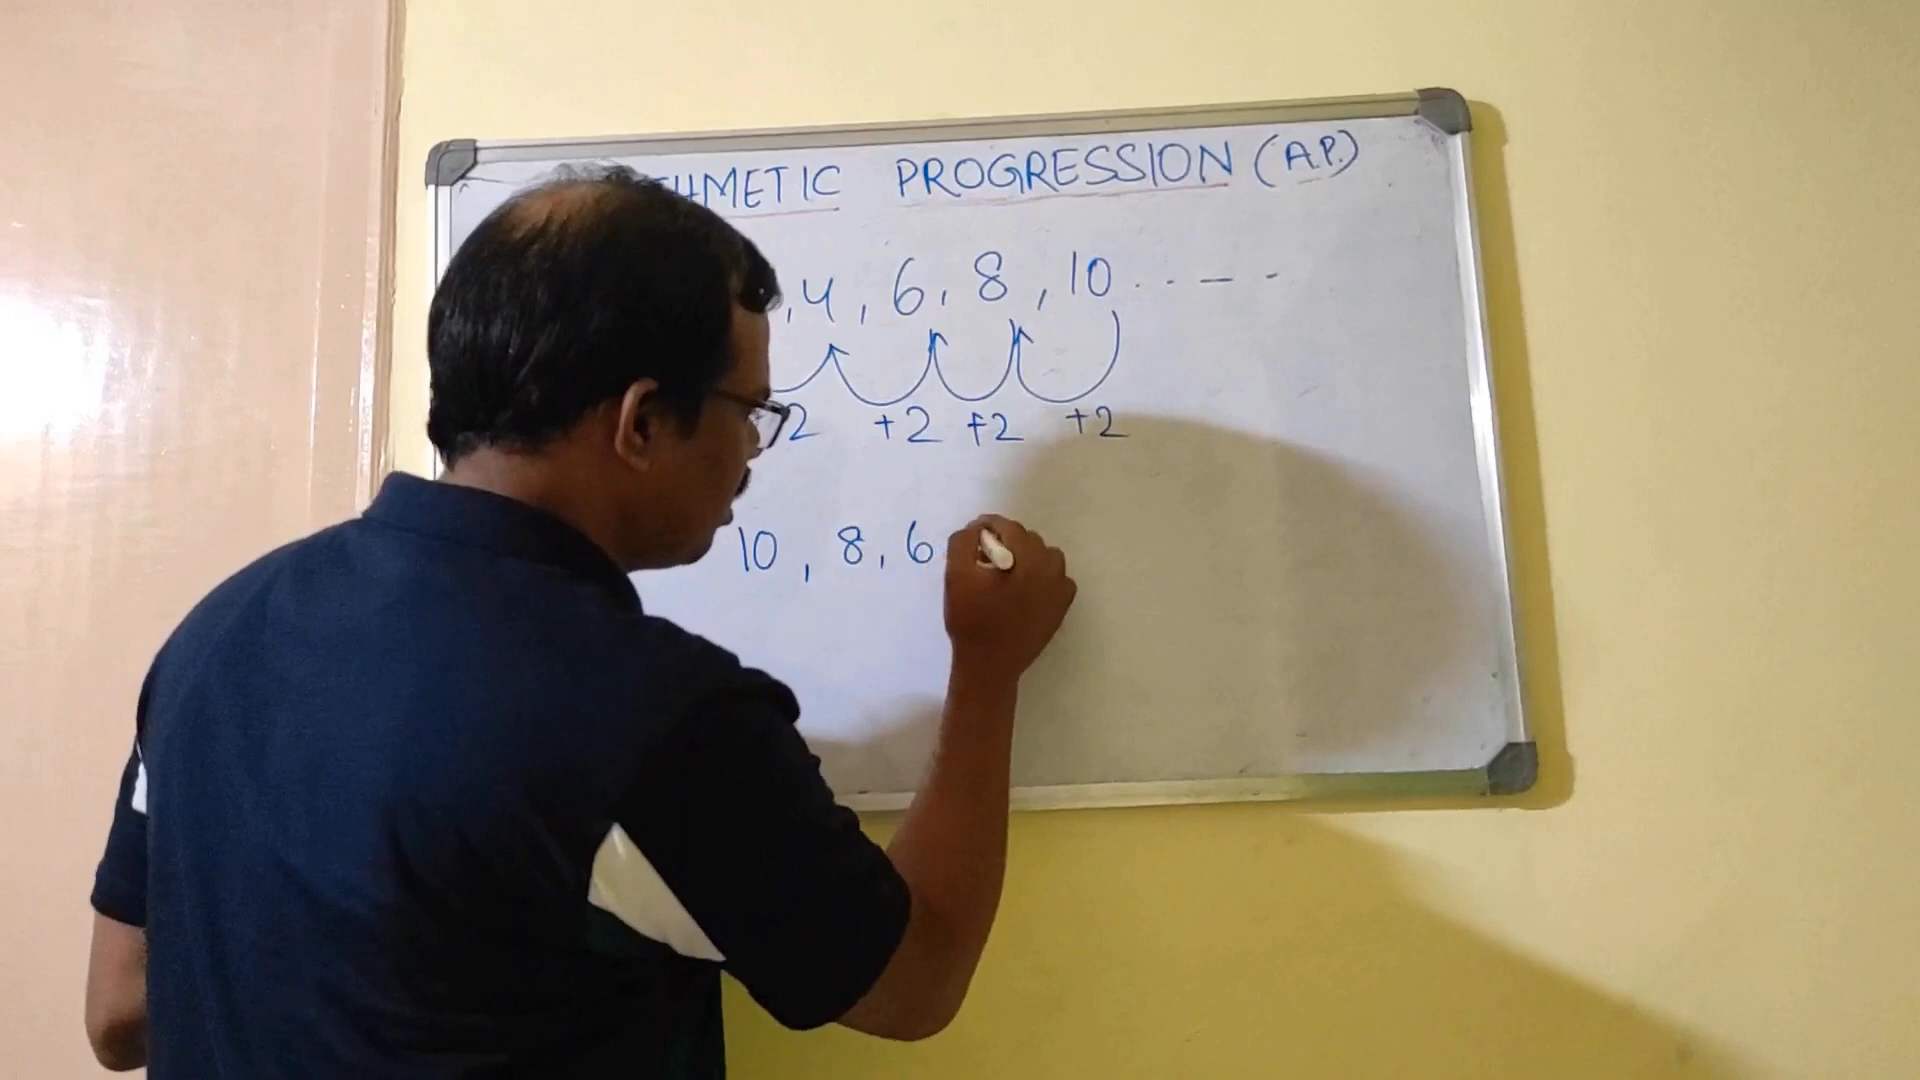 HMETIC PROGRESSION (A.P.)
, 4, 6, 8, 10 . . - - -
2 +2 +2 +2
10, 8, 6